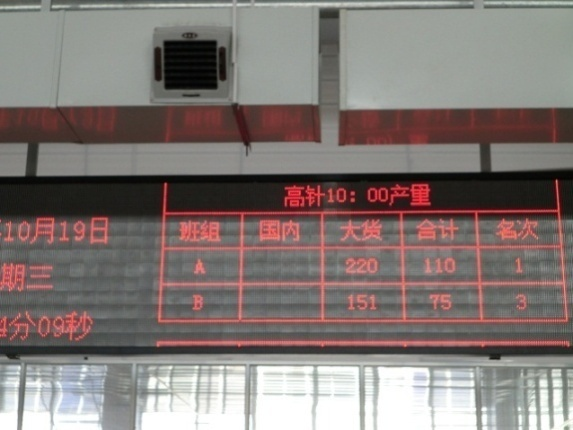 高针10：00产量
10月19日
班组 国内 大货 合计 名次
期三
A 220 110 1
B 151 75 3
4分09秒